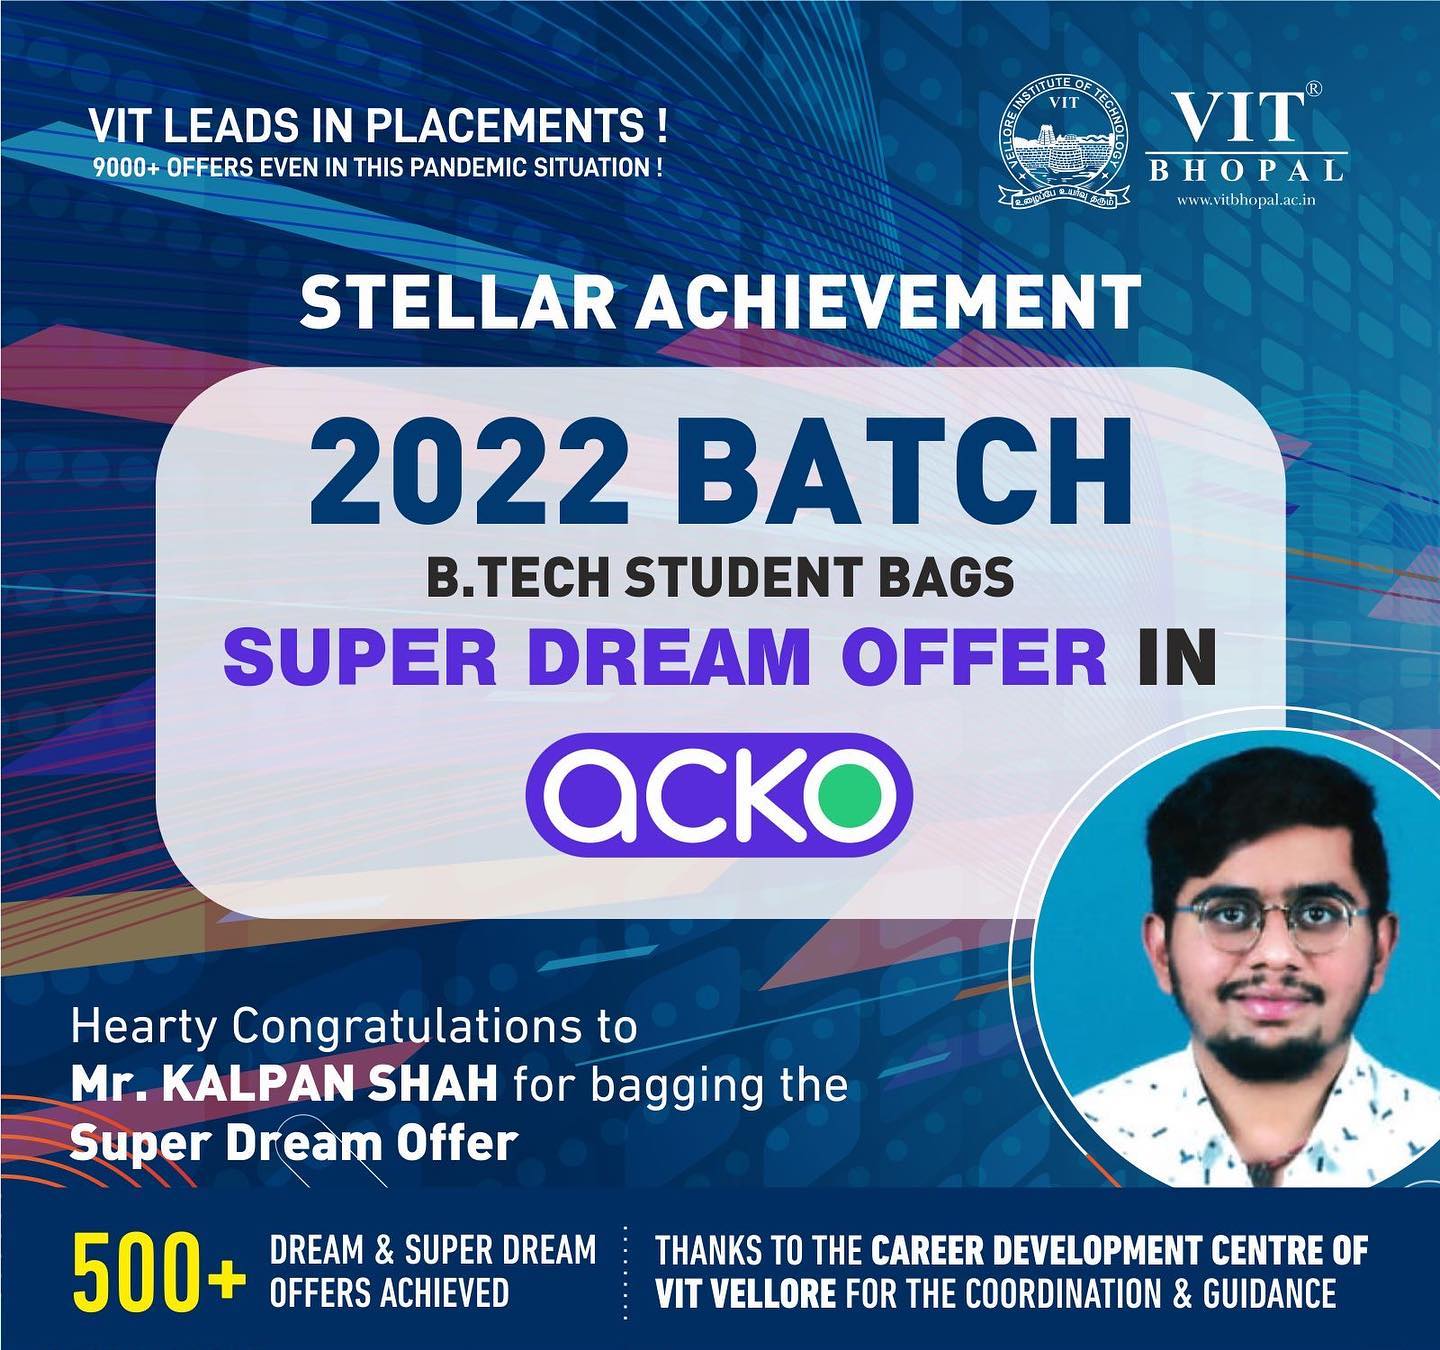 VIT LEADS IN PLACEMENTS !
9000+ OFFERS EVEN IN THIS PANDEMIC SITUATION !
VELLORE INSTITUTE OF TECHNOLOGY
VIT
உழைப்பே உயர்வு தரும்
VIT®
BHOPAL
www.vitbhopal.ac.in
STELLAR ACHIEVEMENT
2022 BATCH
B.TECH STUDENT BAGS
SUPER DREAM OFFER IN
acko
Hearty Congratulations to
Mr. KALPAN SHAH for bagging the
Super Dream Offer
500+
DREAM & SUPER DREAM
OFFERS ACHIEVED
THANKS TO THE CAREER DEVELOPMENT CENTRE OF
VIT VELLORE FOR THE COORDINATION & GUIDANCE